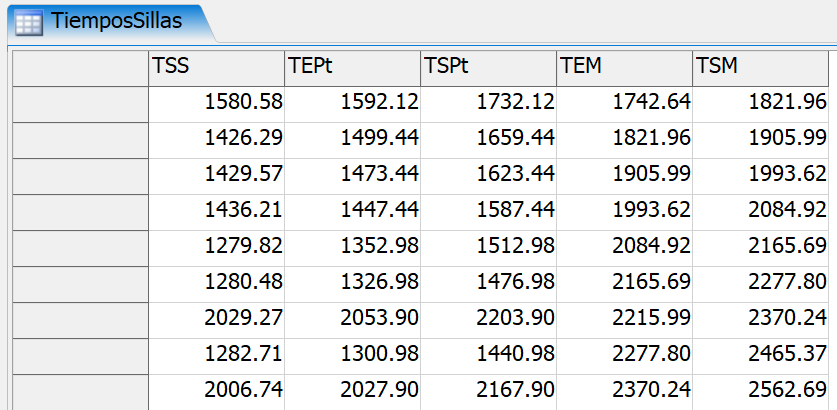 TiemposSillas
TSS TEPt TSPt TEM TSM
1580.58 1592.12 1732.12 1742.64 1821.96
1426.29 1499.44 1659.44 1821.96 1905.99
1429.57 1473.44 1623.44 1905.99 1993.62
1436.21 1447.44 1587.44 1993.62 2084.92
1279.82 1352.98 1512.98 2084.92 2165.69
1280.48 1326.98 1476.98 2165.69 2277.80
2029.27 2053.90 2203.90 2215.99 2370.24
1282.71 1300.98 1440.98 2277.80 2465.37
2006.74 2027.90 2167.90 2370.24 2562.69